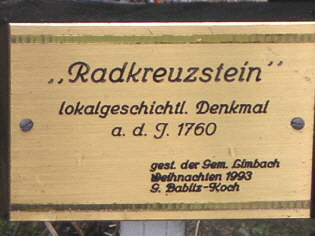 „Radkreuzstein“
lokalgeschichtl. Denkmal
a. d. J. 1760
gest. der Gem. Limbach
Weihnachten 1993
G. Bablitz-Koch